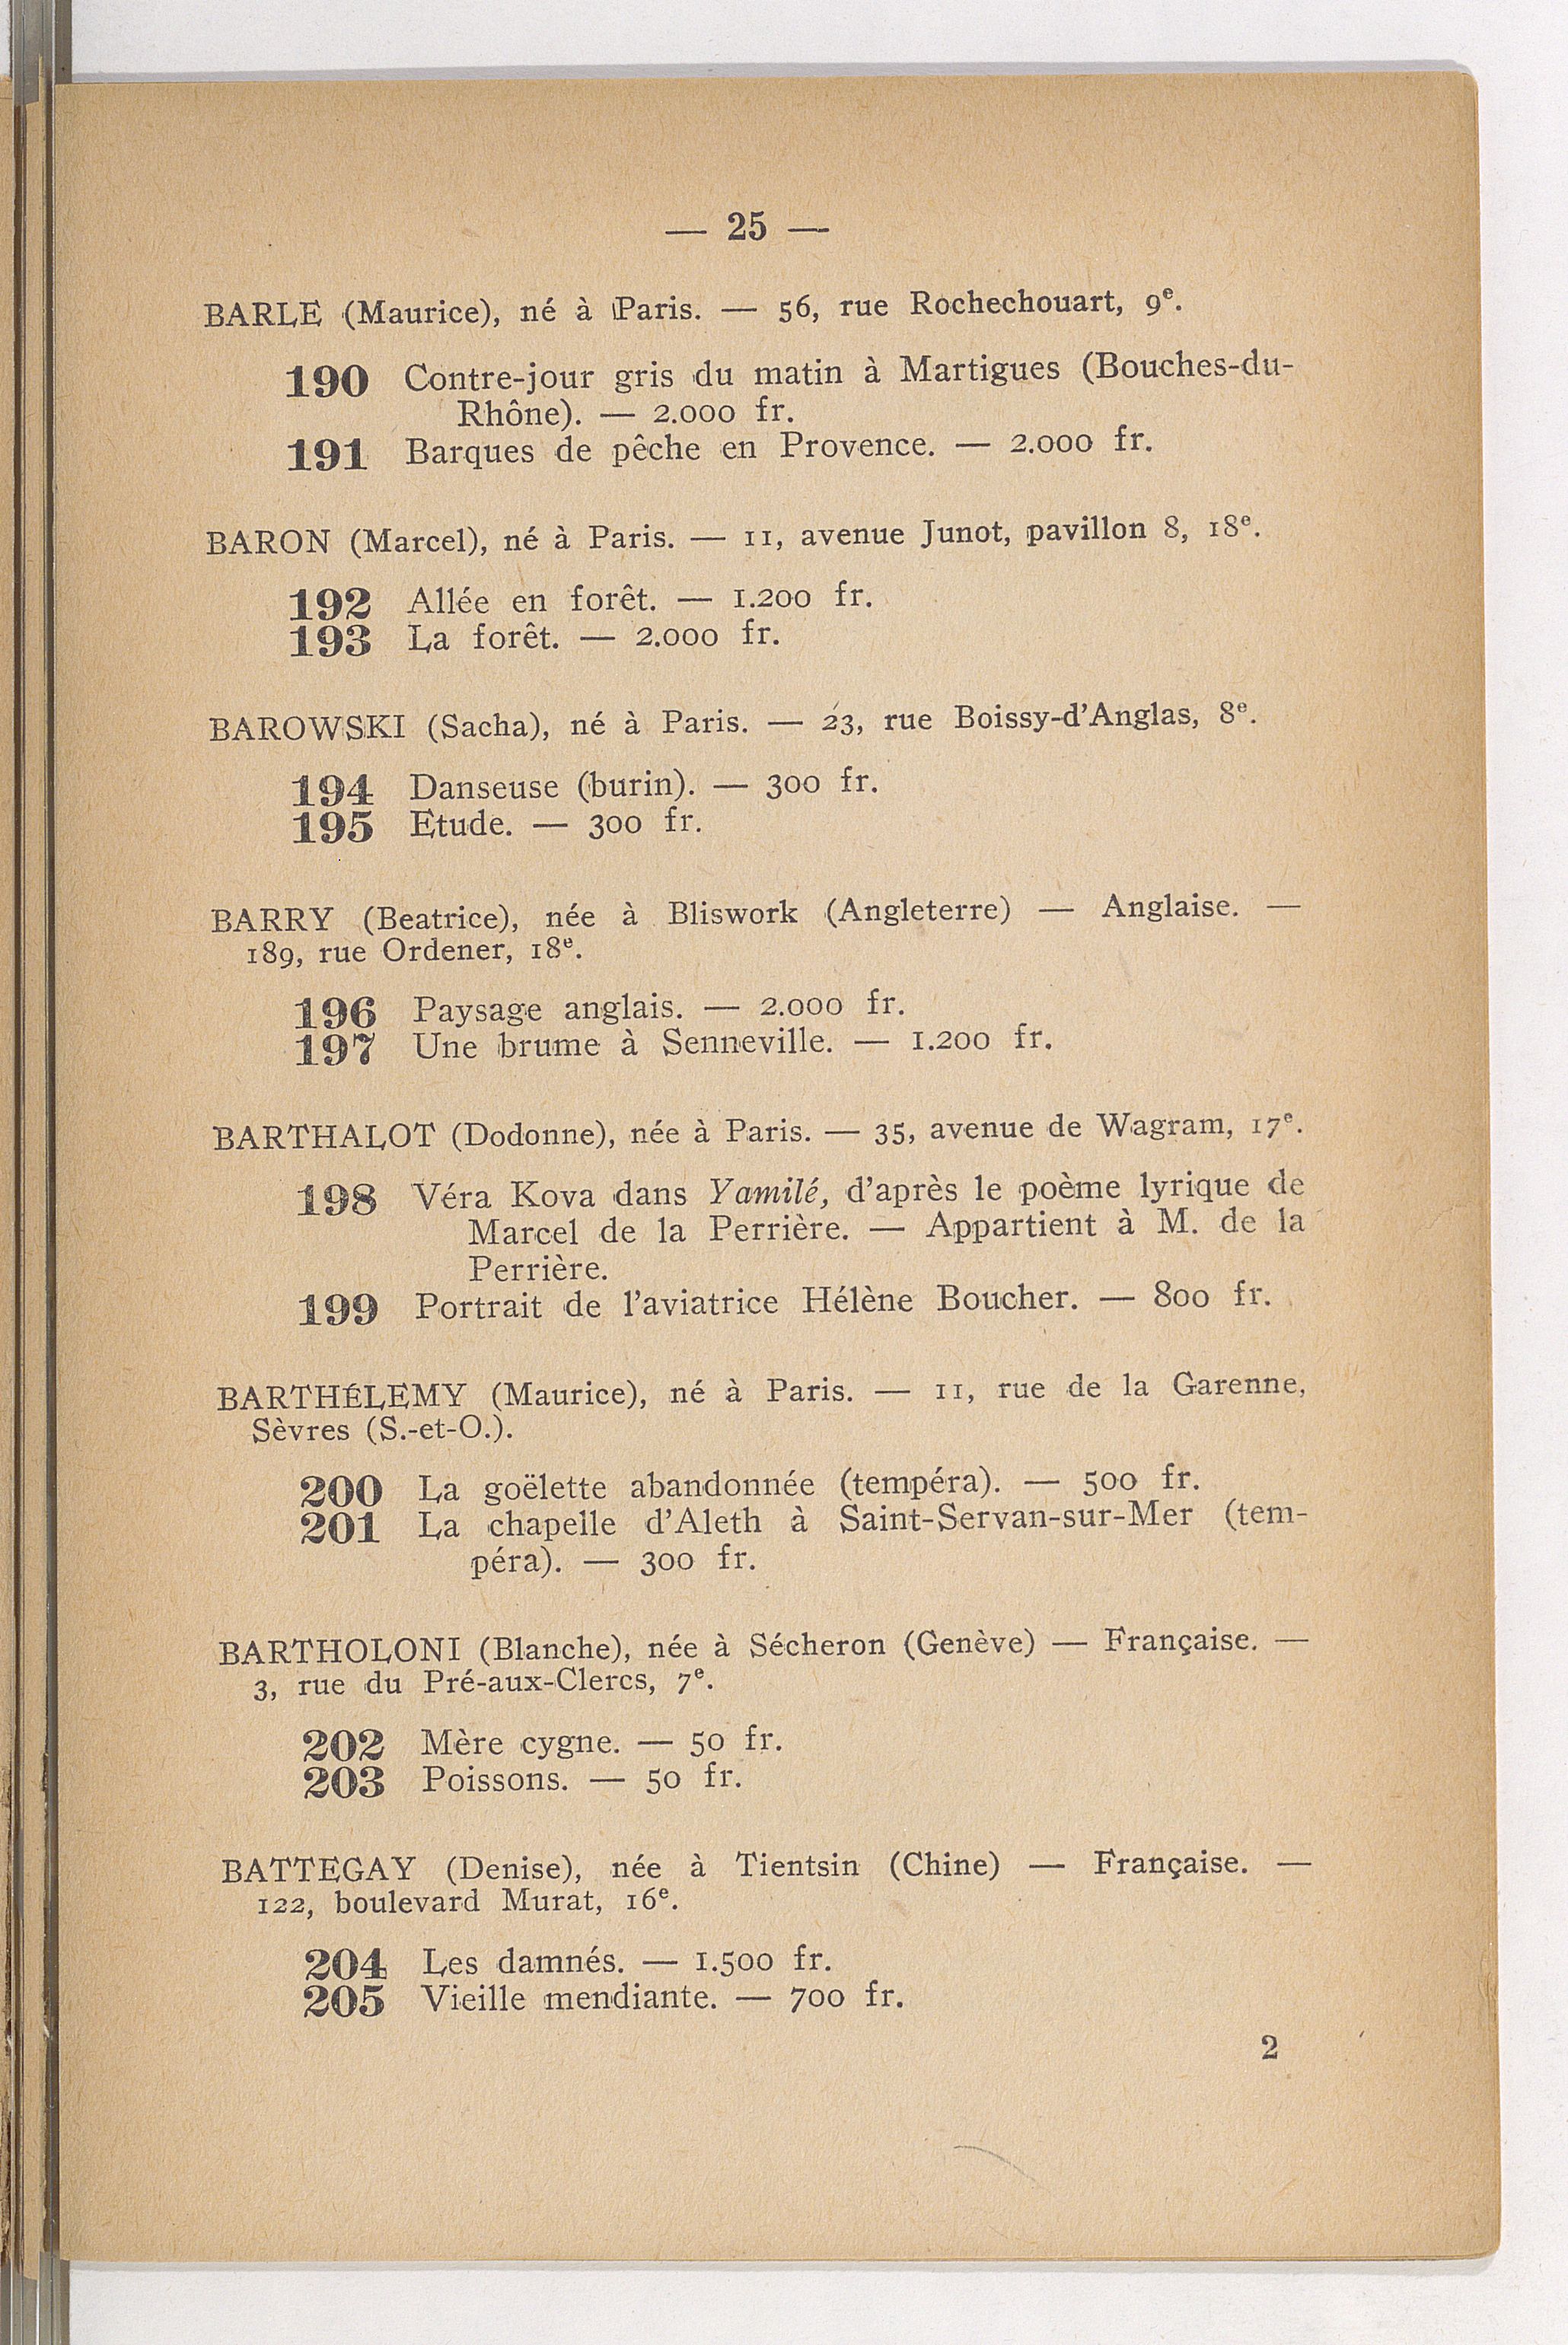 — 25 —
BARLE (Maurice), né à Paris. — 56, rue Rochechouart, 9e.
190 Contre-jour gris du matin à Martigues (Bouches-du-
Rhône). — 2.000 fr.
191 Barques de pêche en Provence. — 2.000 fr.
BARON (Marcel), né à Paris. — 11, avenue Junot, pavillon 8, 18e.
192 Allée en forêt. — 1.200 fr.
193 La forêt. — 2.000 fr.
BAROWSKI (Sacha), né à Paris. — 23, rue Boissy-d'Anglas, 8e.
194 Danseuse (burin). — 300 fr.
195 Etude. — 300 fr.
BARRY (Beatrice), née à Bliswork (Angleterre) — Anglaise. —
189, rue Ordener, 18e.
196 Paysage anglais. — 2.000 fr.
197 Une brume à Senneville. — 1.200 fr.
BARTHALOT (Dodonne), née à Paris. — 35, avenue de Wagram, 17e.
198 Véra Kova dans Yamilé, d'après le poème lyrique de
Marcel de la Perrière. — Appartient à M. de la
Perrière.
199 Portrait de l'aviatrice Hélène Boucher. — 800 fr.
BARTHÉLEMY (Maurice), né à Paris. — 11, rue de la Garenne,
Sèvres (S.-et-O.).
200 La goëlette abandonnée (tempéra). — 500 fr.
201 La chapelle d'Aleth à Saint-Servan-sur-Mer (tem-
péra). — 300 fr.
BARTHOLONI (Blanche), née à Sécheron (Genève) — Française. —
3, rue du Pré-aux-Clercs, 7e.
202 Mère cygne. — 50 fr.
203 Poissons. — 50 fr.
BATTEGAY (Denise), née à Tientsin (Chine) — Française. —
122, boulevard Murat, 16e.
204 Les damnés. — 1.500 fr.
205 Vieille mendiante. — 700 fr.
2